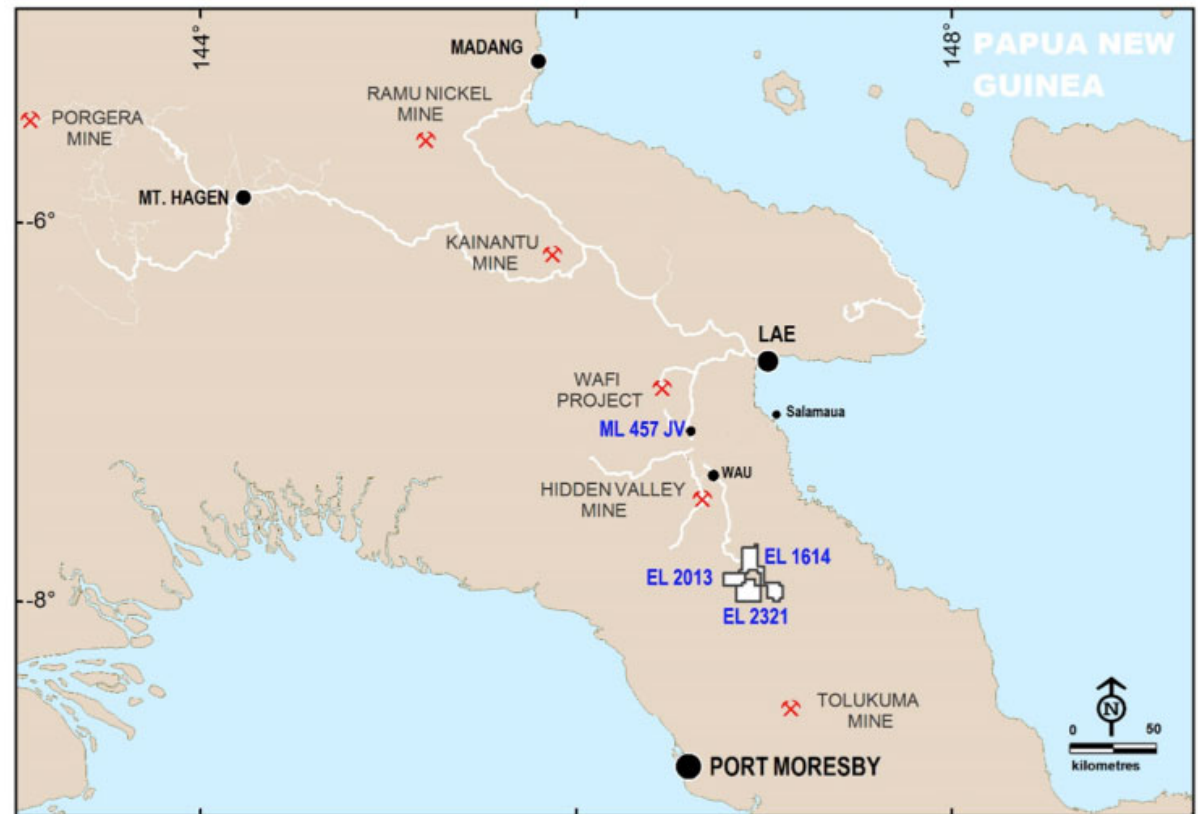 144°
148°
PAPUA NEW
GUINEA
MADANG
RAMU NICKEL
MINE
PORGERA
MINE
MT. HAGEN
-6°
KAINANTU
MINE
LAE
WAFI
PROJECT
Salamaua
ML 457 JV
WAU
HIDDEN VALLEY
MINE
EL 1614
EL 2013
-8°
EL 2321
TOLUKUMA
MINE
N
0 50
kilometres
PORT MORESBY